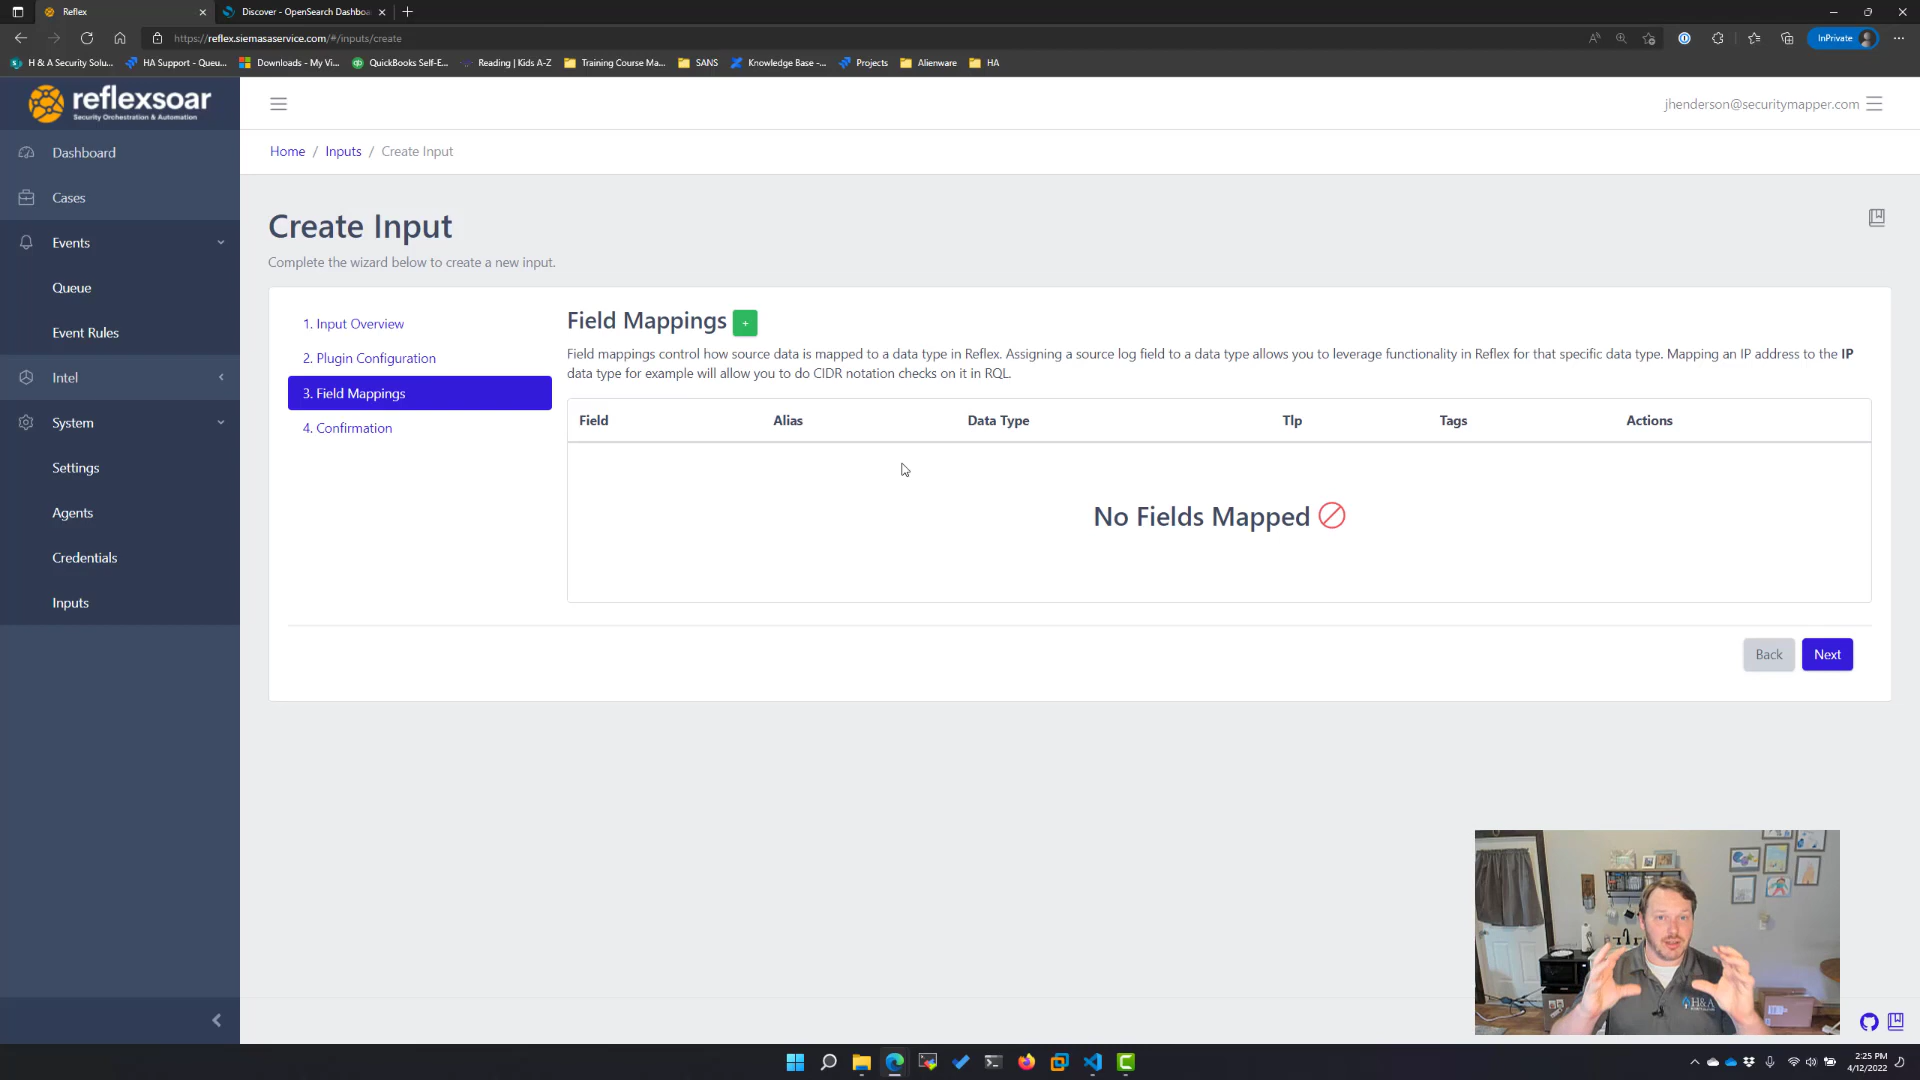 Reflex
Discover - OpenSearch Dashboa
https://reflex.siemasaservice.com/#/inputs/create
InPrivate
H & A Security Solu...
HA Support - Queu...
Downloads - My Vi...
QuickBooks Self-E...
Reading | Kids A-Z
Training Course Ma...
SANS
Knowledge Base -...
Projects
Alienware
HA
reflexsoar
Security Orchestration & Automation
jhenderson@securitymapper.com
Home / Inputs / Create Input
Dashboard
Cases
Events
Queue
Event Rules
Intel
System
Settings
Agents
Credentials
Inputs
Create Input
Complete the wizard below to create a new input.
1. Input Overview
2. Plugin Configuration
3. Field Mappings
4. Confirmation
Field Mappings +
Field mappings control how source data is mapped to a data type in Reflex. Assigning a source log field to a data type allows you to leverage functionality in Reflex for that specific data type. Mapping an IP address to the IP
data type for example will allow you to do CIDR notation checks on it in RQL.
Field Alias Data Type Tlp Tags Actions
No Fields Mapped
Back Next
H&A
2:25 PM
4/12/2022